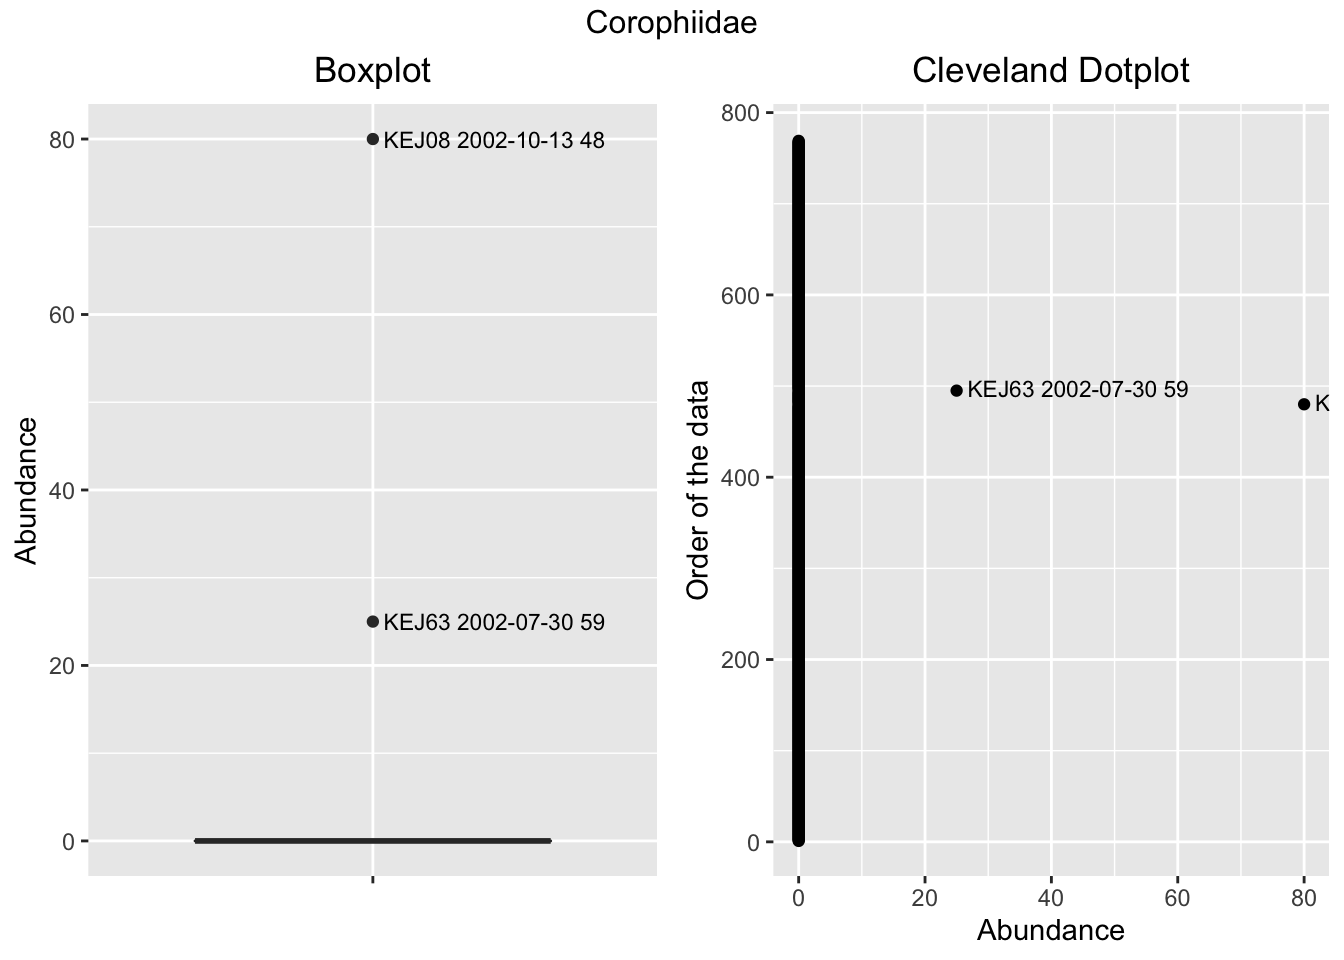 Corophiidae
Boxplot
Abundance
80
60
40
20
0
KEJ08 2002-10-13 48
KEJ63 2002-07-30 59
Cleveland Dotplot
Order of the data
800
600
400
200
0
KEJ63 2002-07-30 59
K
0 20 40 60 80
Abundance